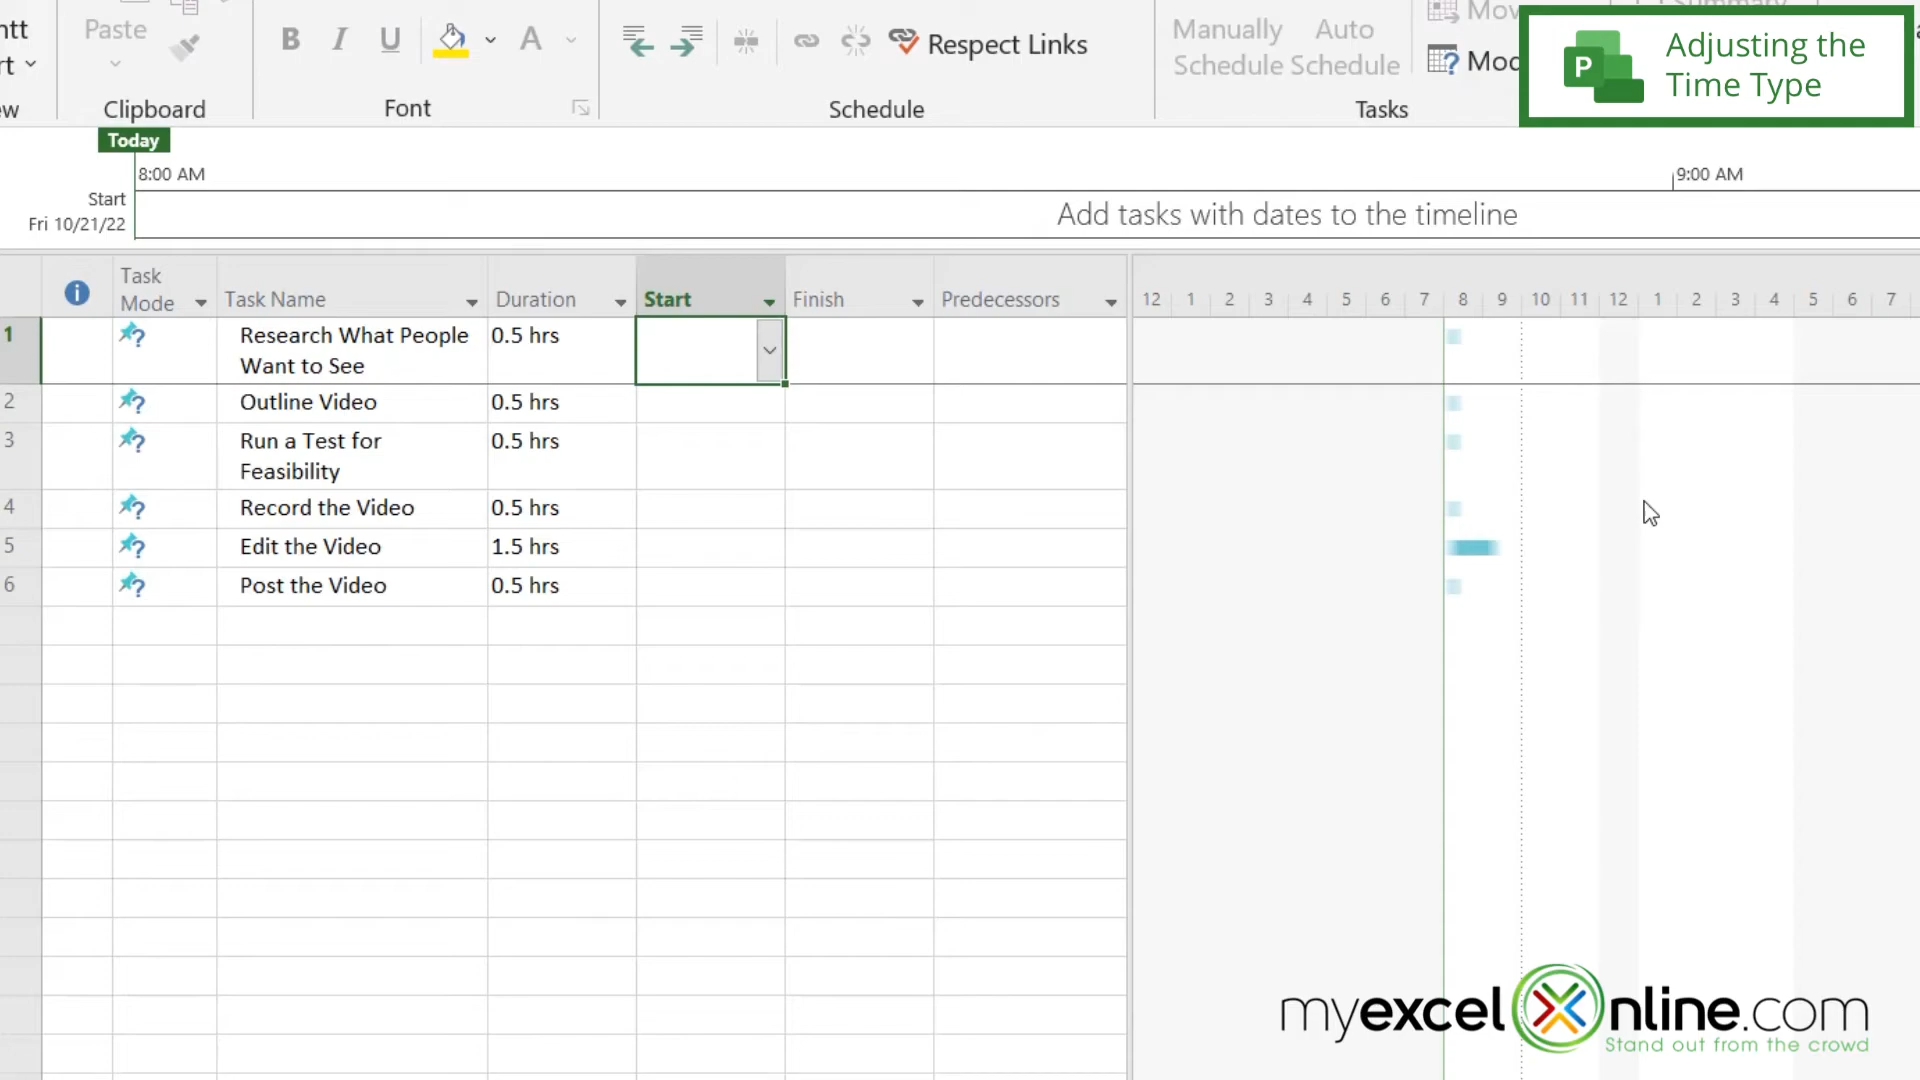 ntt
rt
ew
Paste
Clipboard
B I U A
Font
Respect Links
Schedule
Manually
Schedule
Auto
Schedule
Mov
Mod
Summary
Tasks
P
Adjusting the
Time Type
Today
8:00 AM
9:00 AM
Start
Fri 10/21/22
Add tasks with dates to the timeline
i
Task
Mode
Task Name
Duration
Start
Finish
Predecessors
12 1 2 3 4 5 6 7 8 9 10 11 12 1 2 3 4 5 6 7
1 ? Research What People
Want to See
0.5 hrs
2 ? Outline Video 0.5 hrs
3 ? Run a Test for
Feasibility
0.5 hrs
4 ? Record the Video 0.5 hrs
5 ? Edit the Video 1.5 hrs
6 ? Post the Video 0.5 hrs
myexcelonline.com
Stand out from the crowd